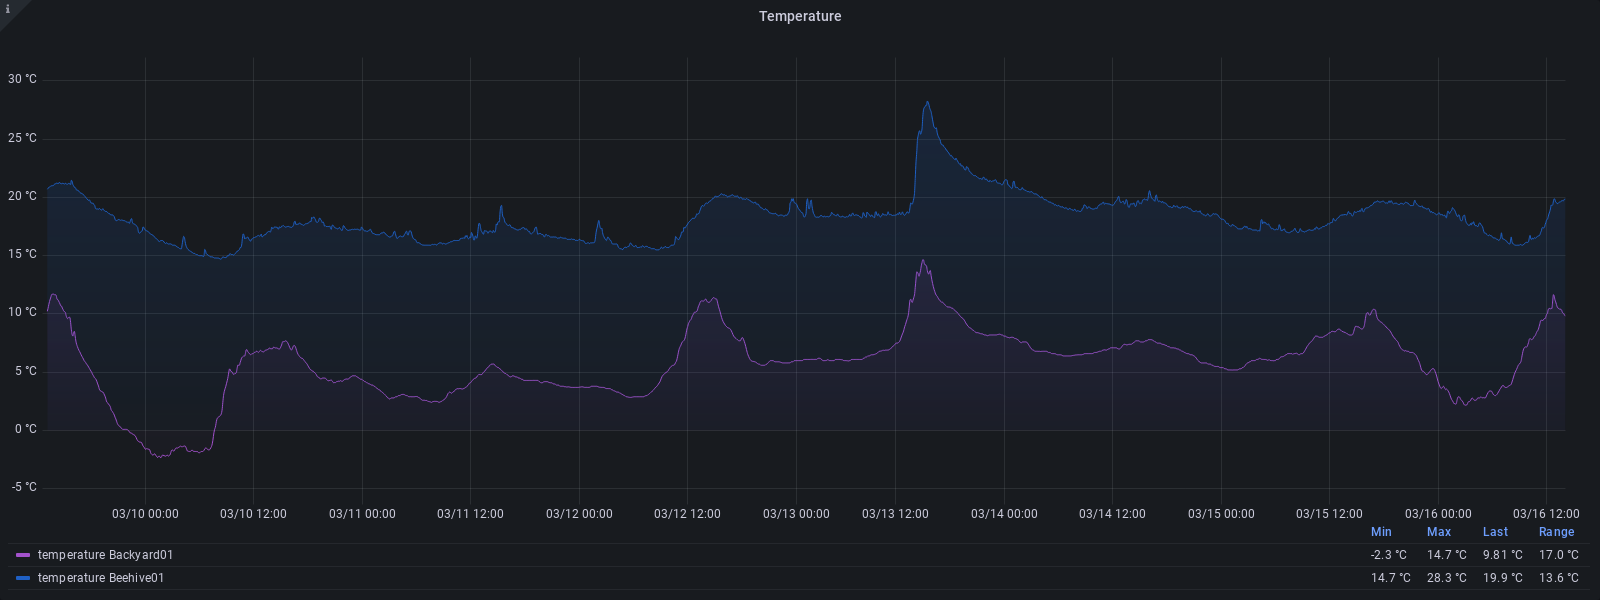 i
Temperature
30 °C
25 °C
20 °C
15 °C
10 °C
5 °C
0 °C
-5 °C
03/10 00:00 03/10 12:00 03/11 00:00 03/11 12:00 03/12 00:00 03/12 12:00 03/13 00:00 03/13 12:00 03/14 00:00 03/14 12:00 03/15 00:00 03/15 12:00 03/16 00:00 03/16 12:00
Min Max Last Range
temperature Backyard01 -2.3 °C 14.7 °C 9.81 °C 17.0 °C
temperature Beehive01 14.7 °C 28.3 °C 19.9 °C 13.6 °C